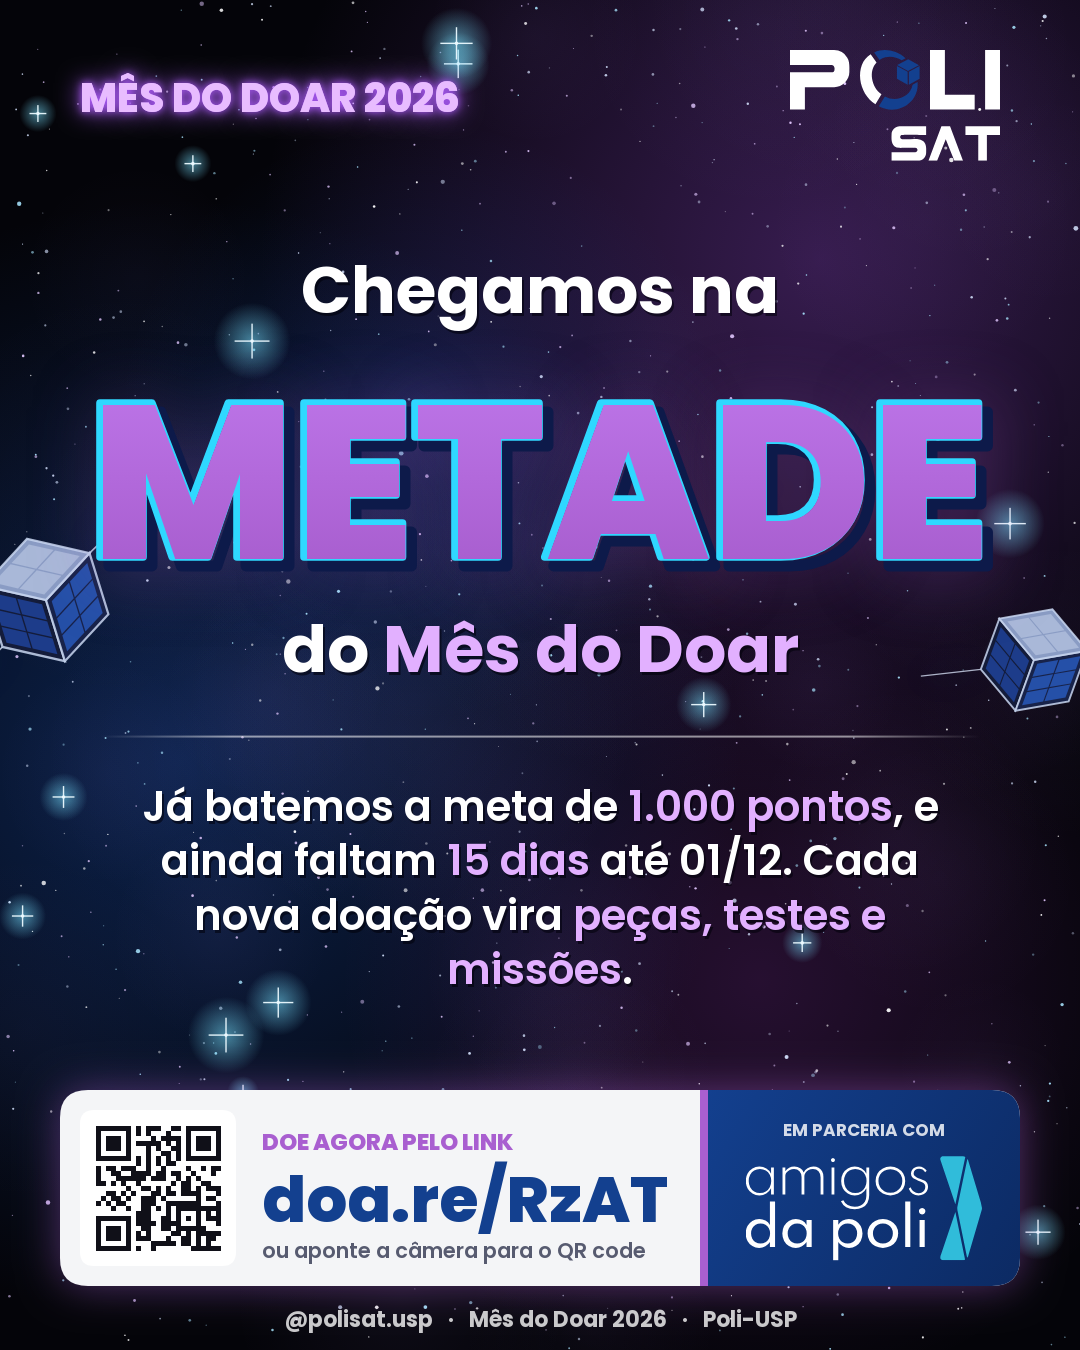 MÊS DO DOAR 2026
POLI
SAT
Chegamos na
METADE
do Mês do Doar
Já batemos a meta de 1.000 pontos, e
ainda faltam 15 dias até 01/12. Cada
nova doação vira peças, testes e
missões.
DOE AGORA PELO LINK
doa.re/RzAT
ou aponte a câmera para o QR code
EM PARCERIA COM
amigos
da poli
@polisat.usp · Mês do Doar 2026 · Poli-USP